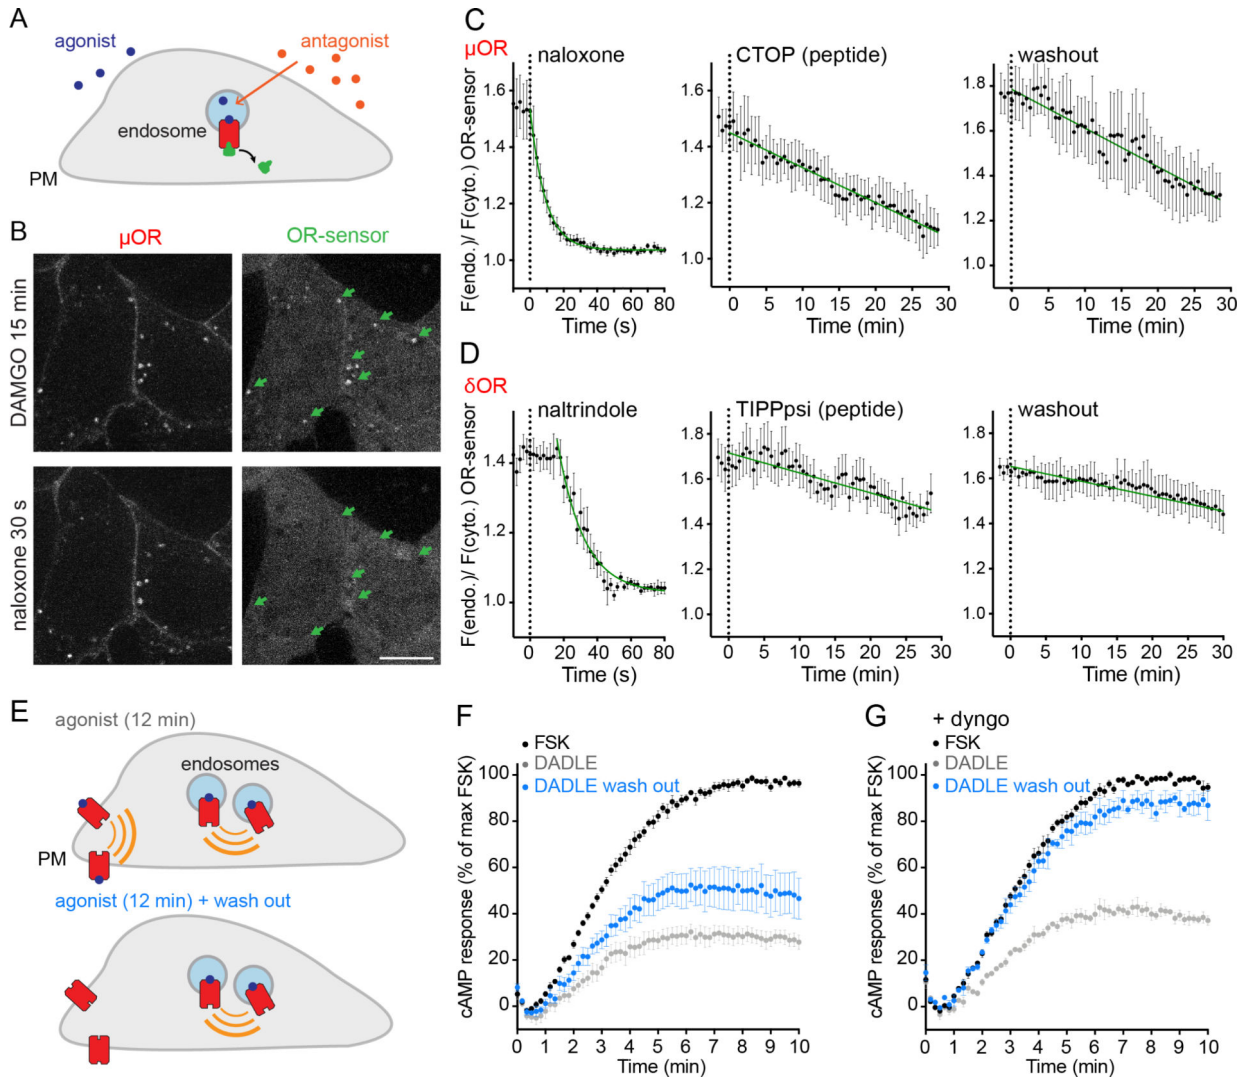 A
agonist
antagonist
endosome
PM
B
µOR
OR-sensor
DAMGO 15 min
naloxone 30 s
C
µOR
naloxone
CTOP (peptide)
washout
F(endo.)/ F(cyto.) OR-sensor
1.6
1.4
1.2
1.0
0 20 40 60 80
Time (s)
1.6
1.4
1.2
1.0
0 5 10 15 20 25 30
Time (min)
1.8
1.6
1.4
1.2
1.0
0 5 10 15 20 25 30
Time (min)
D
δOR
naltrindole
TIPPpsi (peptide)
washout
F(endo.)/ F(cyto.) OR-sensor
1.4
1.2
1.0
0 20 40 60 80
Time (s)
1.8
1.6
1.4
1.2
1.0
0 5 10 15 20 25 30
Time (min)
1.8
1.6
1.4
1.2
1.0
0 5 10 15 20 25 30
Time (min)
E
agonist (12 min)
endosomes
PM
agonist (12 min) + wash out
F
FSK
DADLE
DADLE wash out
cAMP response (% of max FSK)
100
80
60
40
20
0
0 1 2 3 4 5 6 7 8 9 10
Time (min)
G
+ dyngo
FSK
DADLE
DADLE wash out
cAMP response (% of max FSK)
100
80
60
40
20
0
0 1 2 3 4 5 6 7 8 9 10
Time (min)